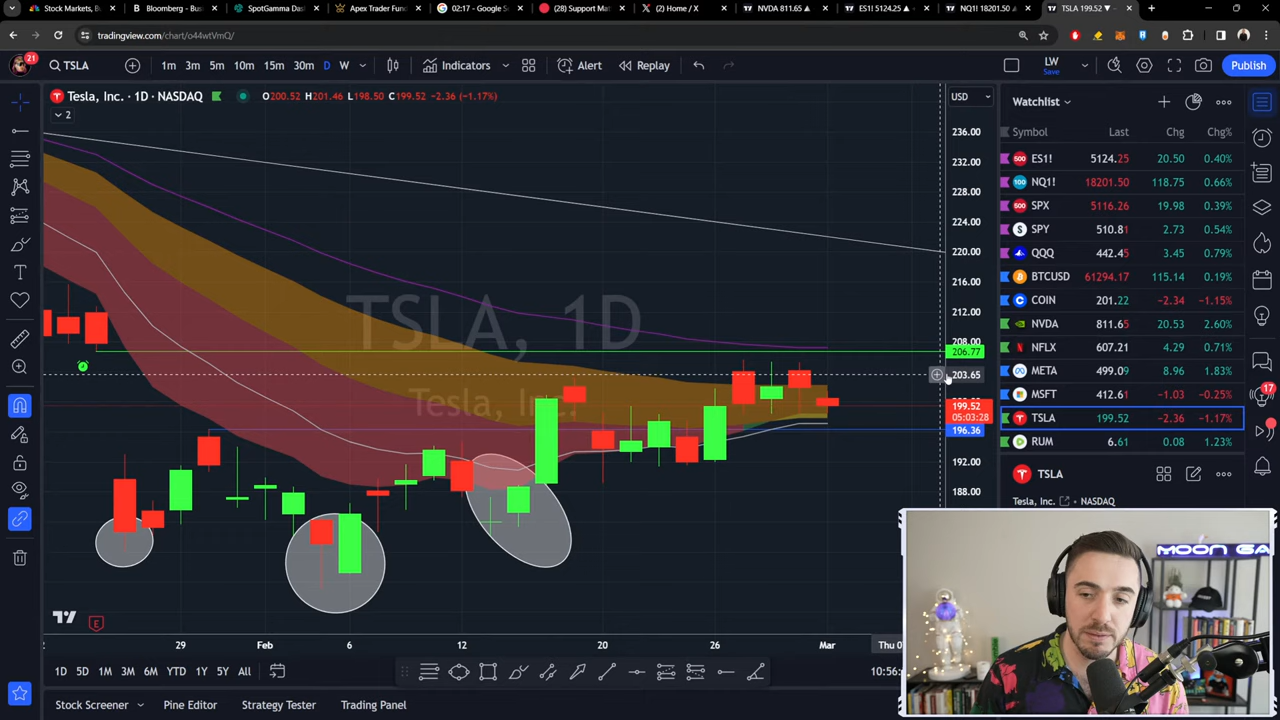 Stock Markets, B
Bloomberg - Bus
SpotGamma Dash
Apex Trader Func
02:17 - Google S
(28) Support Mat
(2) Home / X
NVDA 811.65 ▲
ES1! 5124.25 ▲
NQ1! 18201.50
TSLA 199.52 ▼
tradingview.com/chart/o44wtVmQ/
21
TSLA
1m 3m 5m 10m 15m 30m D W
Indicators
Alert
Replay
LW
Save
Publish
Tesla, Inc. · 1D · NASDAQ
O200.52 H201.46 L198.50 C199.52 −2.36 (−1.17%)
2
USD
236.00
232.00
228.00
224.00
220.00
216.00
212.00
208.00
206.77
203.65
199.52
05:03:28
196.36
192.00
188.00
TSLA, 1D
Tesla, Inc.
E
29 Feb 6 12 20 26 Mar
Thu 0
1D 5D 1M 3M 6M YTD 1Y 5Y All
10:56
Stock Screener
Pine Editor
Strategy Tester
Trading Panel
Watchlist
Symbol Last Chg Chg%
ES1! 5124.25 20.50 0.40%
NQ1! 18201.50 118.75 0.66%
SPX 5116.26 19.98 0.39%
SPY 510.81 2.73 0.54%
QQQ 442.45 3.45 0.79%
BTCUSD 61294.17 115.14 0.19%
COIN 201.22 −2.34 −1.15%
NVDA 811.65 20.53 2.60%
NFLX 607.21 4.29 0.71%
META 499.09 8.96 1.83%
MSFT 412.61 −1.03 −0.25%
TSLA 199.52 −2.36 −1.17%
RUM 6.61 0.08 1.23%
TSLA
Tesla, Inc.
NASDAQ
17
MOON GA